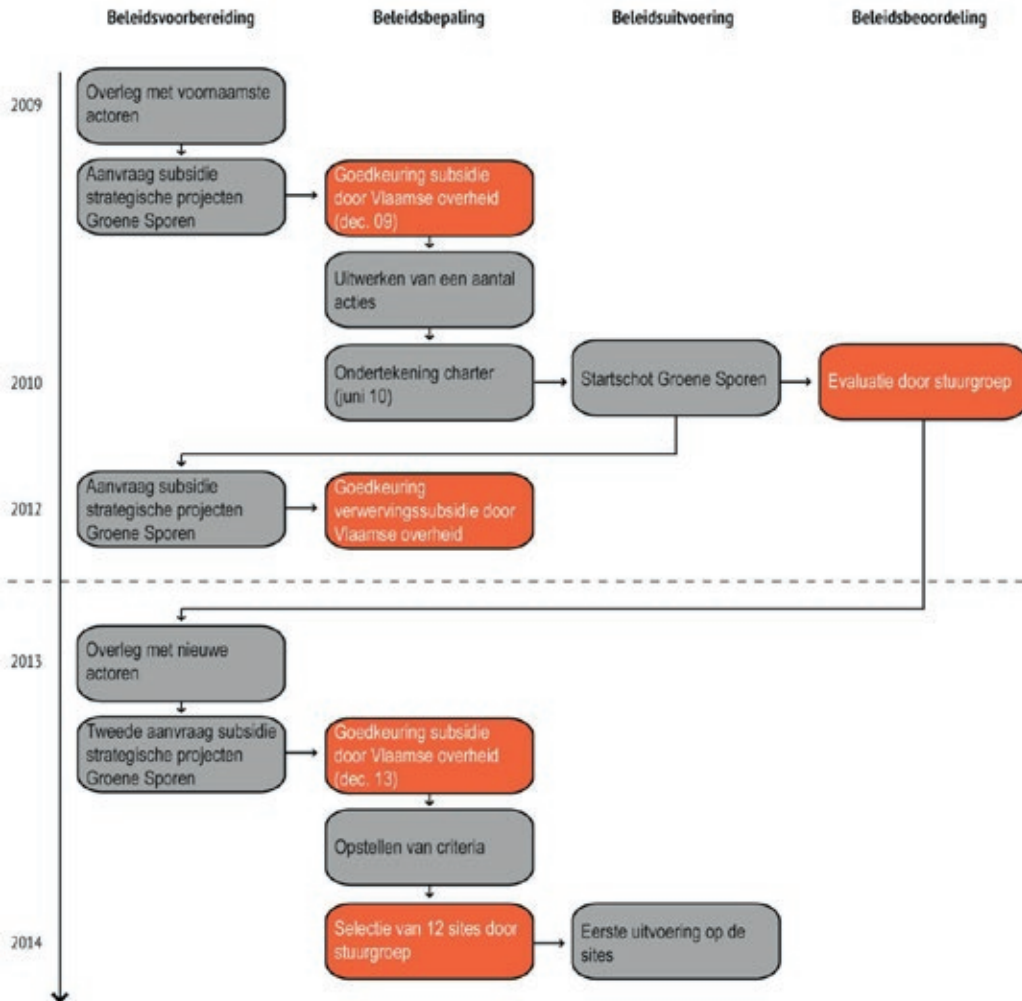 Beleidsvoorbereiding
Beleidsbepaling
Beleidsuitvoering
Beleidsbeoordeling
2009
Overleg met voornaamste
actoren
Aanvraag subsidie
strategische projecten
Groene Sporen
Goedkeuring subsidie
door Vlaamse overheid
(dec. 09)
Uitwerken van een aantal
acties
2010
Ondertekening charter
(juni 10)
Startschot Groene Sporen
Evaluatie door stuurgroep
2012
Aanvraag subsidie
strategische projecten
Groene Sporen
Goedkeuring
verwervingssubsidie door
Vlaamse overheid
2013
Overleg met nieuwe
actoren
Tweede aanvraag subsidie
strategische projecten
Groene Sporen
Goedkeuring subsidie
door Vlaamse overheid
(dec. 13)
Opstellen van criteria
2014
Selectie van 12 sites door
stuurgroep
Eerste uitvoering op de
sites